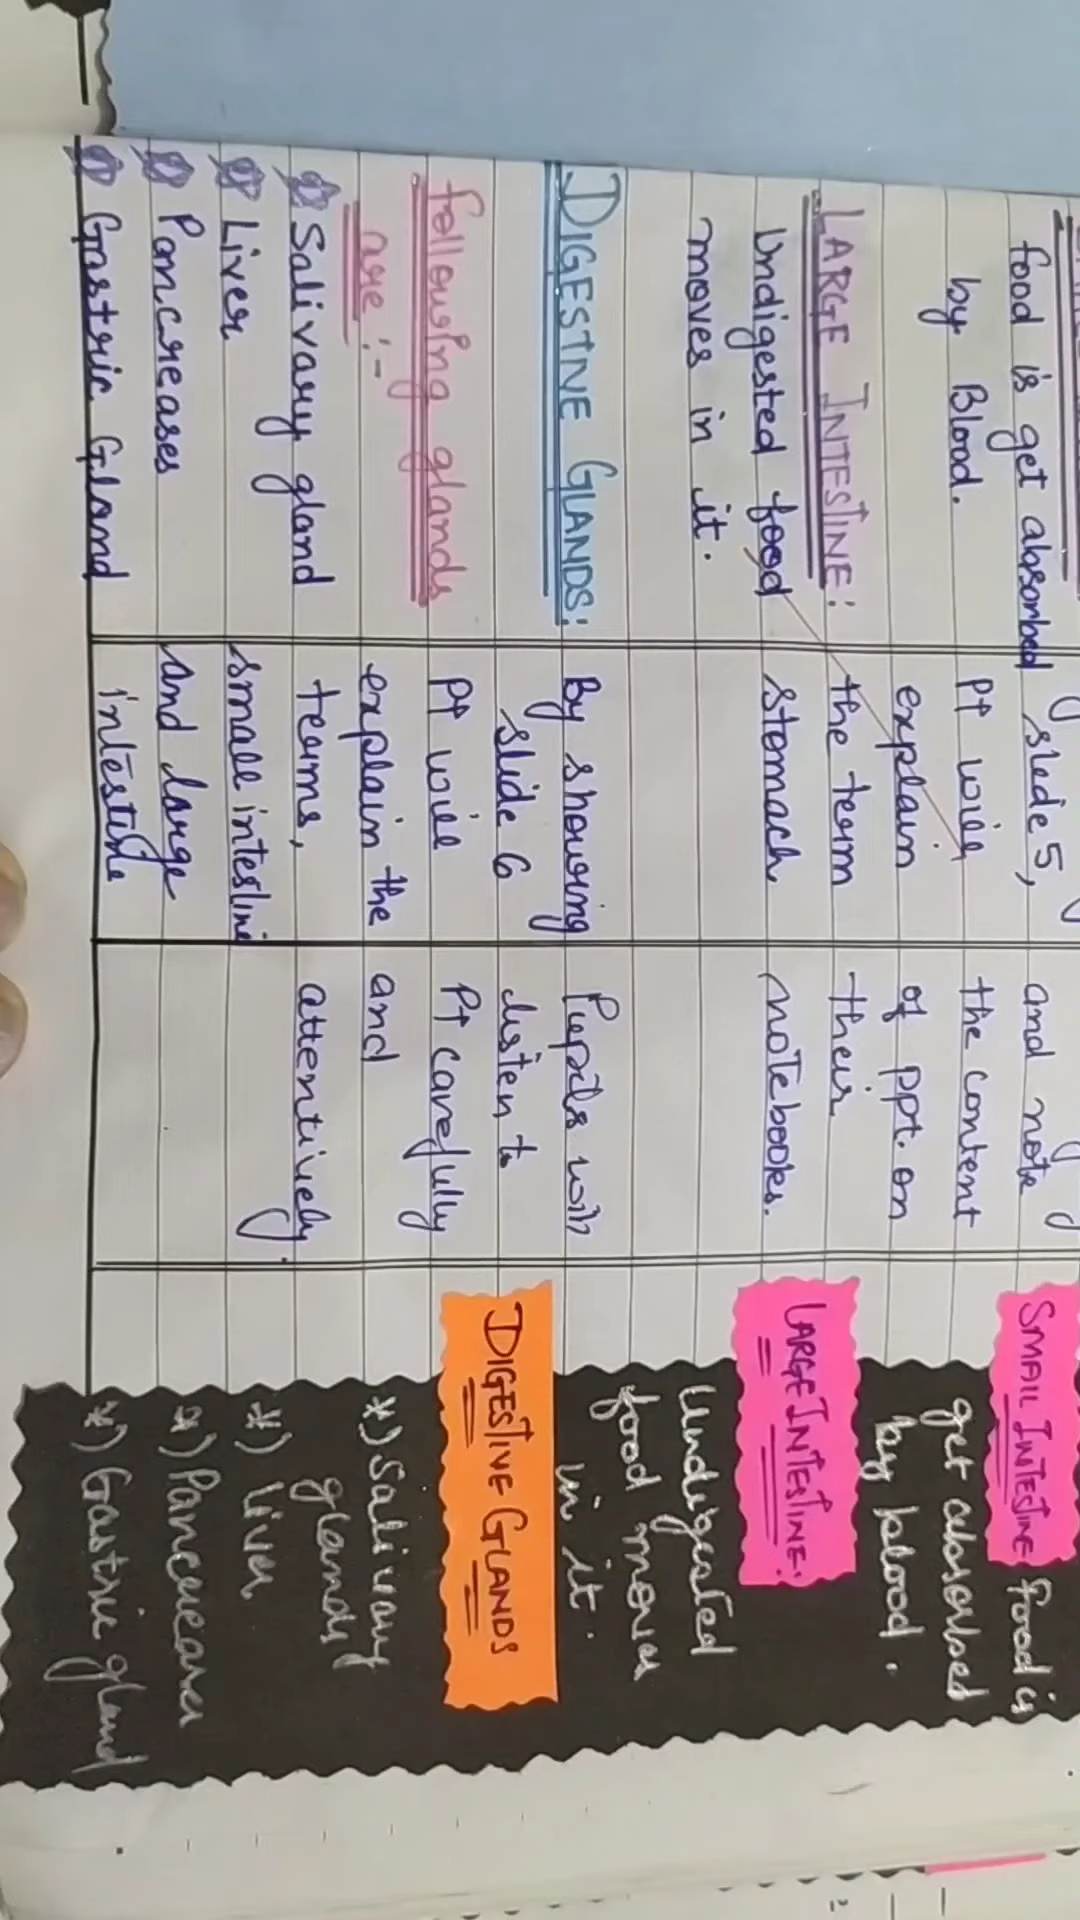 food is get absorbed
by Blood.
LARGE INTESTINE:
Undigested food
moves in it.
DIGESTIVE GLANDS:
following glands
are :-
Salivary gland
Liver
Pancreases
Gastric Gland
slide 5,
PT will
explain
the term
stomach
By showing
slide 6
PT will
explain the
terms,
small intestine
and large
intestine
and note
the content
of ppt. on
their
notebooks.
Pupils will
listen to
PT carefully
and
attentively.
SMALL INTESTINE food is
get absorbed
by blood.
LARGE INTESTINE:
Undigested
food moves
in it.
DIGESTIVE GLANDS
*) Salivary
glands
*) liver
*) Pancreases
*) Gastric gland